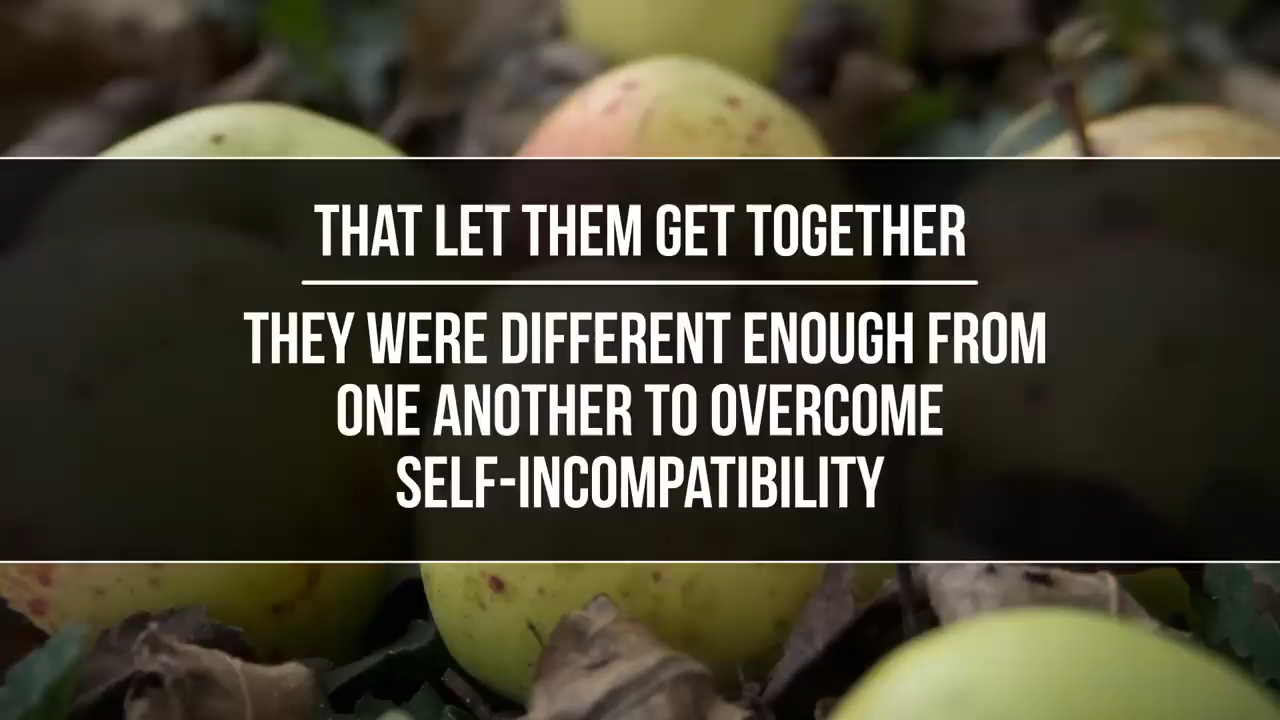 THAT LET THEM GET TOGETHER
THEY WERE DIFFERENT ENOUGH FROM
ONE ANOTHER TO OVERCOME
SELF-INCOMPATIBILITY